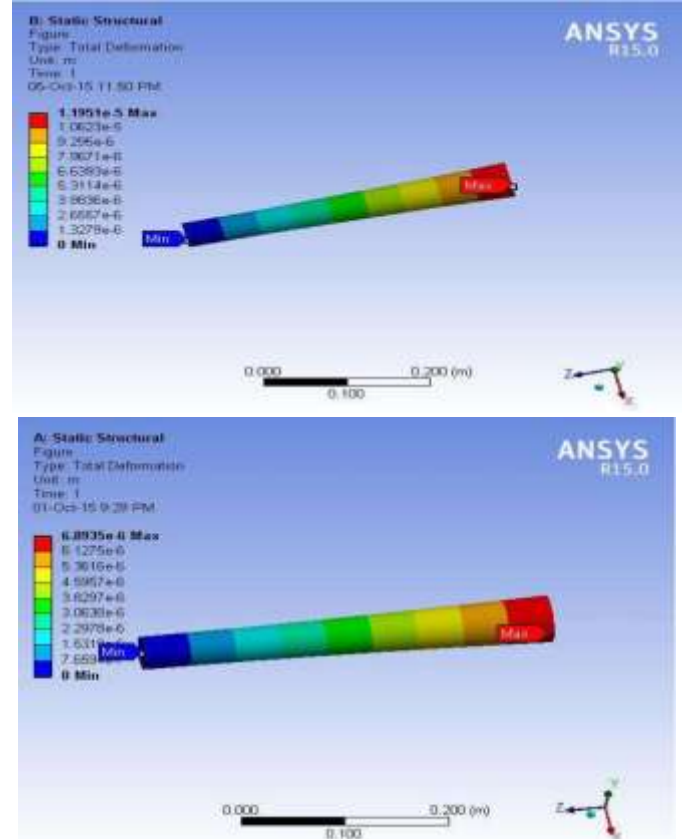 B: Static Structural
Figure
Type: Total Deformation
Unit: m
Time: 1
05-Oct-15 11:50 PM
ANSYS
R15.0
1.1951e-5 Max
1.0623e-5
9.295e-6
7.9671e-6
6.6393e-6
5.3114e-6
3.9836e-6
2.6557e-6
1.3279e-6
0 Min
Max
Min
0.000
0.200 (m)
0.100
Z
Y
X
A: Static Structural
Figure
Type: Total Deformation
Unit: m
Time: 1
01-Oct-15 9:28 PM
ANSYS
R15.0
6.8935e-6 Max
6.1275e-6
5.3616e-6
4.5957e-6
3.8297e-6
3.0638e-6
2.2978e-6
0 Min
Min
Max
0.000
0.200 (m)
0.100
Z
Y
X